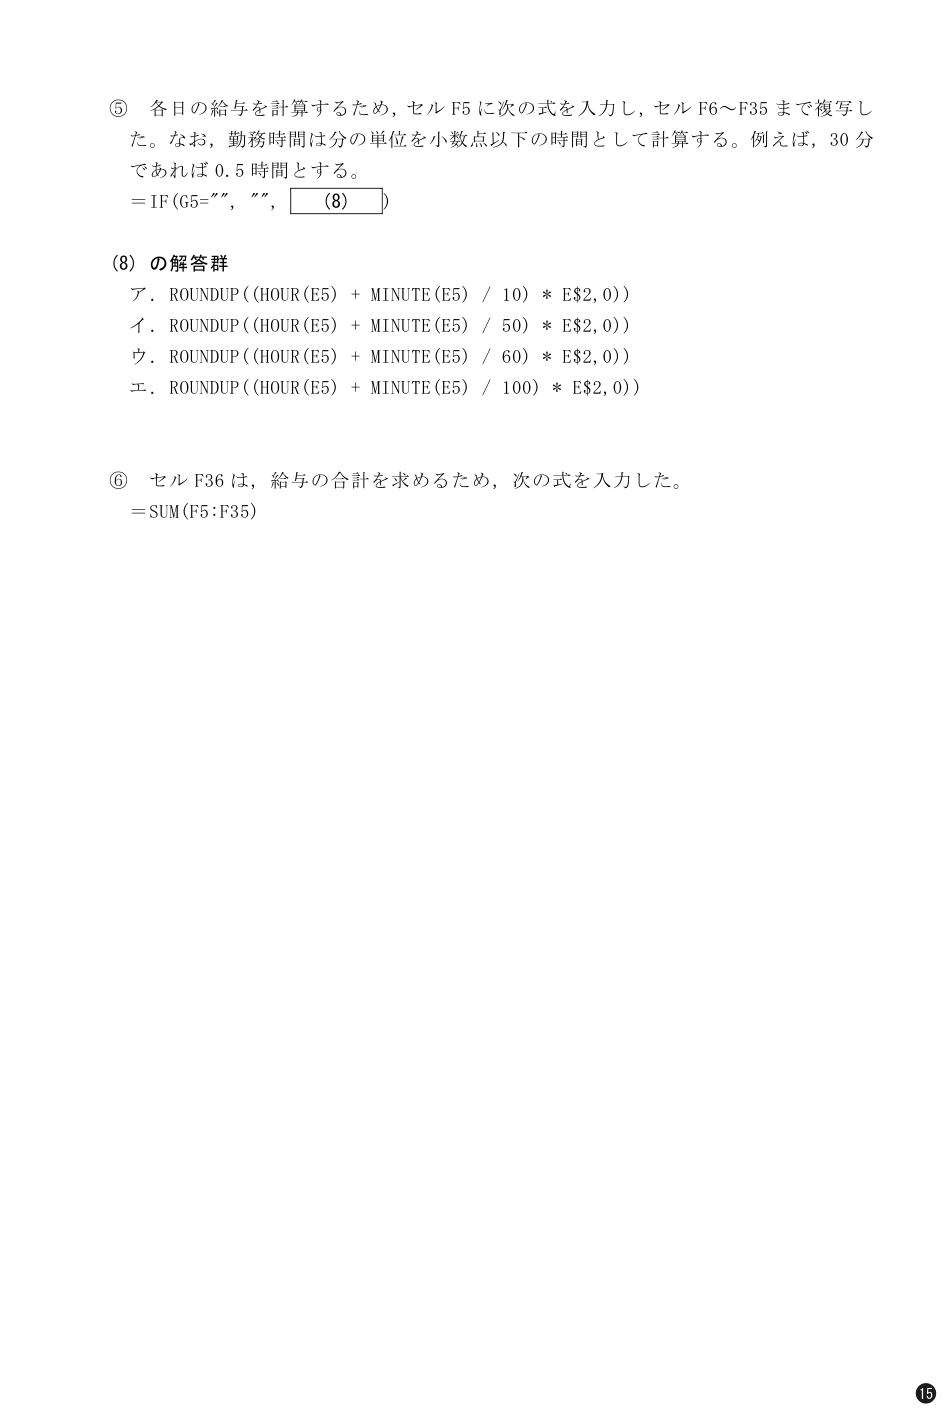 ⑤　各日の給与を計算するため，セル F5 に次の式を入力し，セル F6～F35 まで複写し
た。なお，勤務時間は分の単位を小数点以下の時間として計算する。例えば，30 分
であれば 0.5 時間とする。
＝IF(G5="", "", (8) )
(8) の解答群
ア．ROUNDUP((HOUR(E5) + MINUTE(E5) / 10) * E$2,0))
イ．ROUNDUP((HOUR(E5) + MINUTE(E5) / 50) * E$2,0))
ウ．ROUNDUP((HOUR(E5) + MINUTE(E5) / 60) * E$2,0))
エ．ROUNDUP((HOUR(E5) + MINUTE(E5) / 100) * E$2,0))
⑥　セル F36 は，給与の合計を求めるため，次の式を入力した。
＝SUM(F5:F35)
15